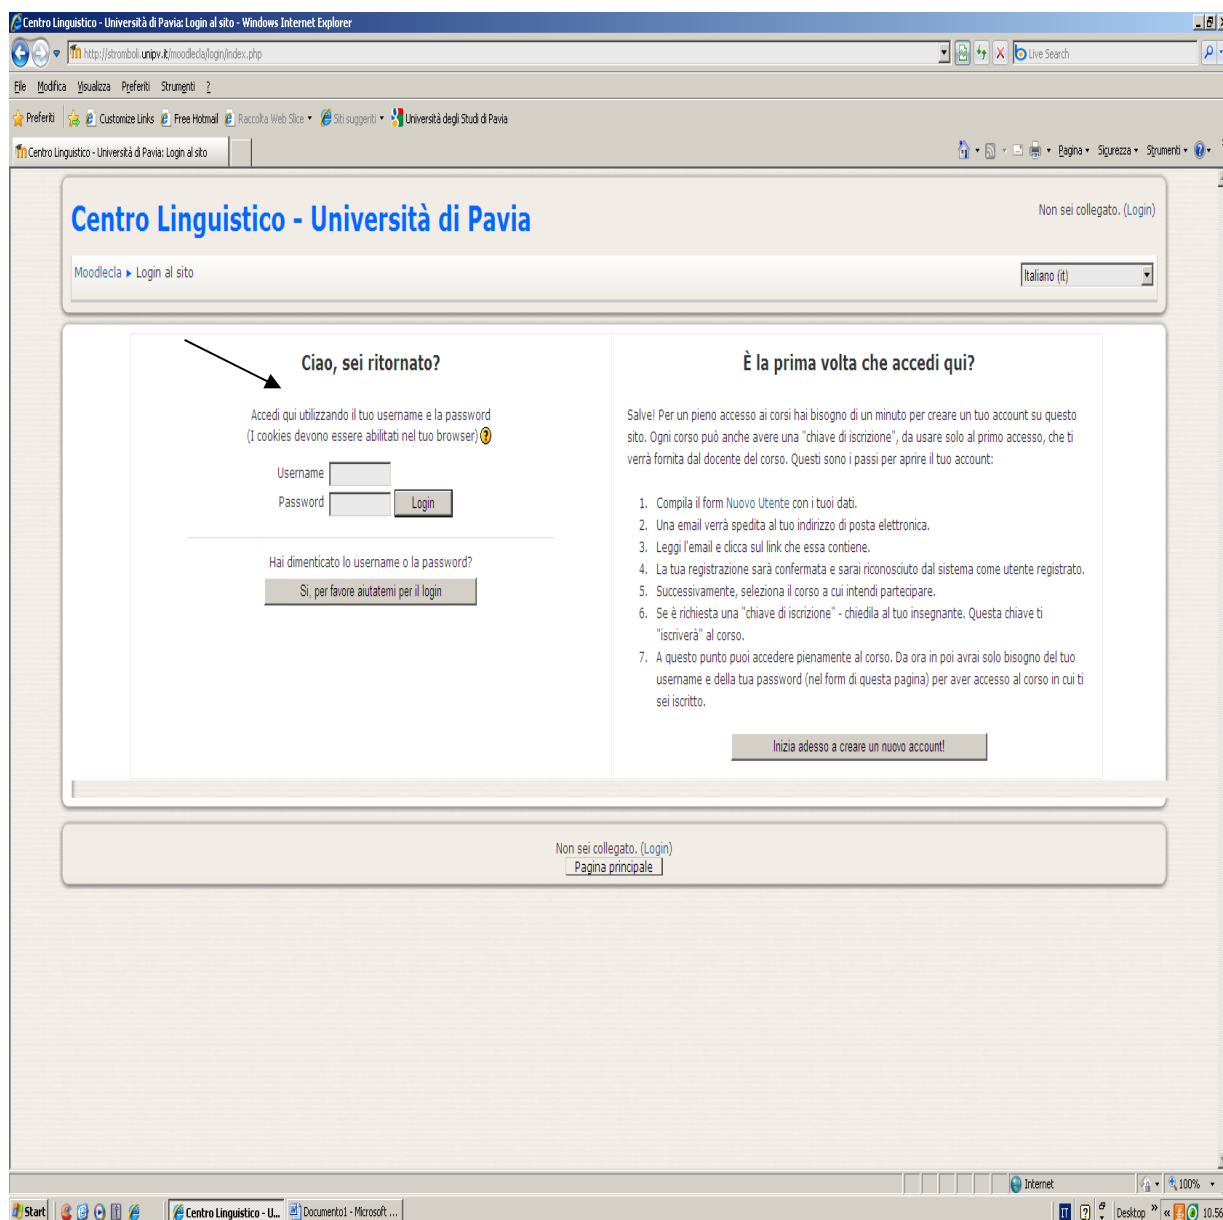 Centro Linguistico - Università di Pavia: Login al sito - Windows Internet Explorer
http://stromboli.unipv.it/moodlecla/login/index.php
Live Search
File Modifica Visualizza Preferiti Strumenti ?
Preferiti Customize Links Free Hotmail Raccolta Web Slice Siti suggeriti Università degli Studi di Pavia
Centro Linguistico - Università di Pavia: Login al sito
Pagina Sicurezza Strumenti
Centro Linguistico - Università di Pavia
Non sei collegato. (Login)
Moodlecla ► Login al sito
Italiano (it)
Ciao, sei ritornato?
Accedi qui utilizzando il tuo username e la password
(I cookies devono essere abilitati nel tuo browser) ?
Username
Password Login
Hai dimenticato lo username o la password?
Sì, per favore aiutatemi per il login
È la prima volta che accedi qui?
Salve! Per un pieno accesso ai corsi hai bisogno di un minuto per creare un tuo account su questo
sito. Ogni corso può anche avere una "chiave di iscrizione", da usare solo al primo accesso, che ti
verrà fornita dal docente del corso. Questi sono i passi per aprire il tuo account:
1. Compila il form Nuovo Utente con i tuoi dati.
2. Una email verrà spedita al tuo indirizzo di posta elettronica.
3. Leggi l'email e clicca sul link che essa contiene.
4. La tua registrazione sarà confermata e sarai riconosciuto dal sistema come utente registrato.
5. Successivamente, seleziona il corso a cui intendi partecipare.
6. Se è richiesta una "chiave di iscrizione" - chiedila al tuo insegnante. Questa chiave ti
"iscriverà" al corso.
7. A questo punto puoi accedere pienamente al corso. Da ora in poi avrai solo bisogno del tuo
username e della tua password (nel form di questa pagina) per aver accesso al corso in cui ti
sei iscritto.
Inizia adesso a creare un nuovo account!
Non sei collegato. (Login)
Pagina principale
Internet 100%
Start Centro Linguistico - U... Documento1 - Microsoft ... IT Desktop » « 10.56